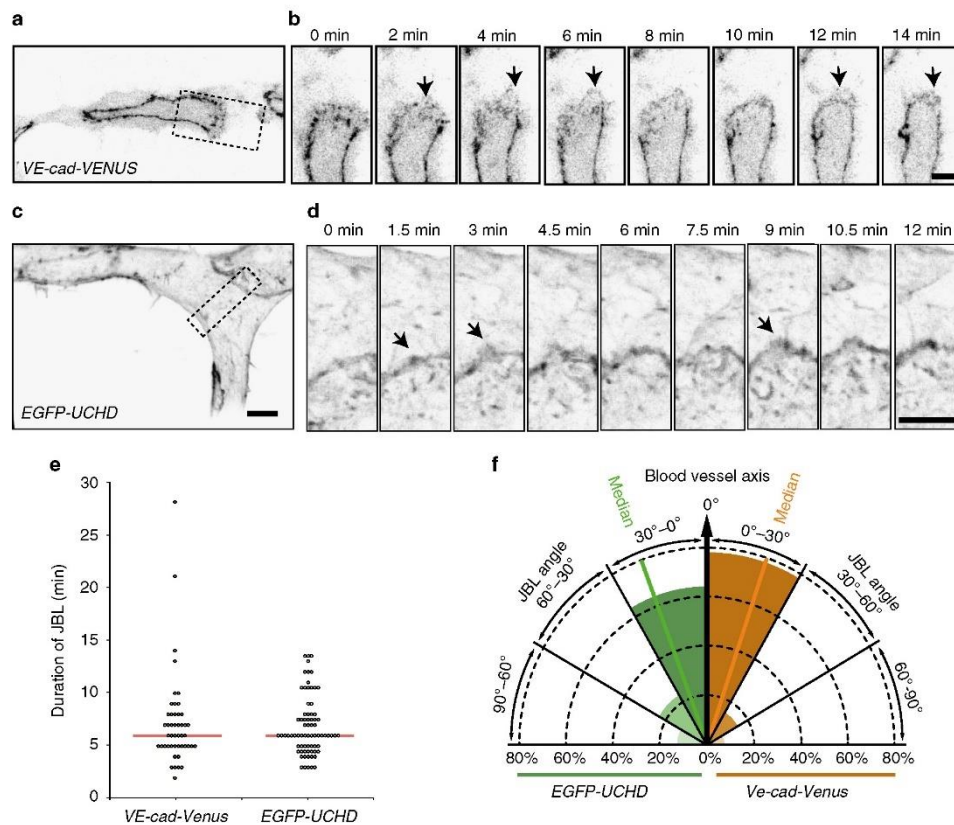 a
VE-cad-VENUS
b
0 min 2 min 4 min 6 min 8 min 10 min 12 min 14 min
c
EGFP-UCHD
d
0 min 1.5 min 3 min 4.5 min 6 min 7.5 min 9 min 10.5 min 12 min
e
Duration of JBL (min)
30
25
20
15
10
5
0
VE-cad-Venus EGFP-UCHD
f
Blood vessel axis
0°
Median
Median
30°–0°
0°–30°
JBL angle
60°–30°
JBL angle
30°–60°
90°–60°
60°-90°
80% 60% 40% 20% 0% 20% 40% 60% 80%
EGFP-UCHD Ve-cad-Venus